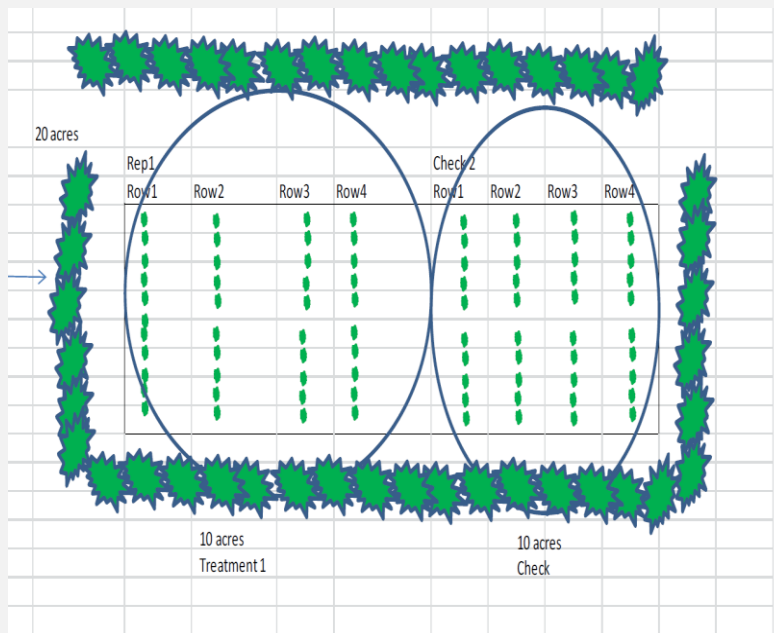 20 acres
Rep1
Check 2
Row1 Row2 Row3 Row4 Row1 Row2 Row3 Row4
10 acres
Treatment 1
10 acres
Check